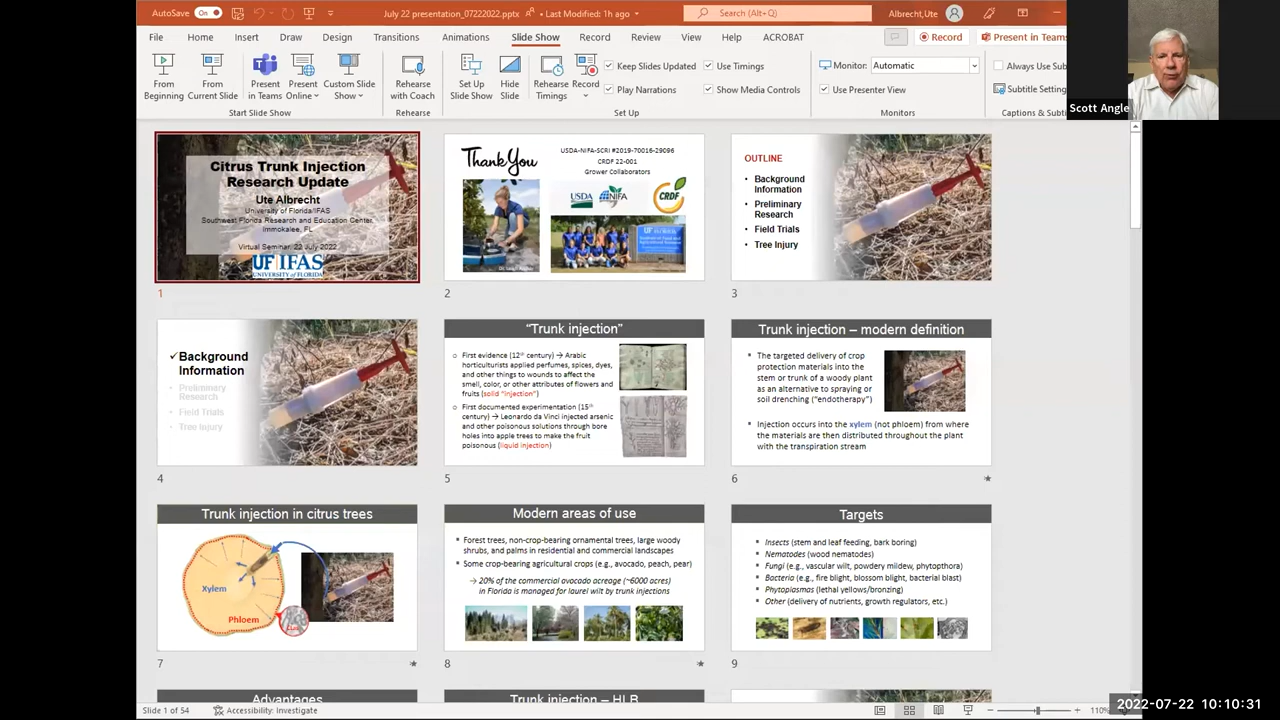 AutoSave On
July 22 presentation_07222022.pptx • Last Modified: 1h ago
Search (Alt+Q)
Albrecht,Ute
File Home Insert Draw Design Transitions Animations Slide Show Record Review View Help ACROBAT
Record
Present in Teams
From Beginning
From Current Slide
Present in Teams
Present Online
Custom Slide Show
Start Slide Show
Rehearse with Coach
Rehearse
Set Up Slide Show
Hide Slide
Rehearse Timings
Record
Keep Slides Updated
Play Narrations
Use Timings
Show Media Controls
Set Up
Monitor: Automatic
Use Presenter View
Monitors
Always Use Sub
Subtitle Setting
Captions & Subt
Scott Angle
Citrus Trunk Injection
Research Update
Ute Albrecht
University of Florida/IFAS
Southwest Florida Research and Education Center,
Immokalee, FL
Virtual Seminar, 22 July 2022
UF IFAS
UNIVERSITY of FLORIDA
1
Thank You
USDA-NIFA-SCRI #2019-70016-29096
CRDF 22-001
Grower Collaborators
USDA NIFA CRDF
2
OUTLINE
• Background
Information
• Preliminary
Research
• Field Trials
• Tree Injury
3
✓Background
Information
• Preliminary
Research
• Field Trials
• Tree Injury
4
“Trunk injection”
o First evidence (12th century) → Arabic
horticulturists applied perfumes, spices, dyes,
and other things to wounds to affect the
smell, color, or other attributes of flowers and
fruits (solid “injection”)
o First documented experimentation (15th
century) → Leonardo da Vinci injected arsenic
and other poisonous solutions through bore
holes into apple trees to make the fruit
poisonous (liquid injection)
5
Trunk injection – modern definition
• The targeted delivery of crop
protection materials into the
stem or trunk of a woody plant
as an alternative to spraying or
soil drenching (“endotherapy”)
• Injection occurs into the xylem (not phloem) from where
the materials are then distributed throughout the plant
with the transpiration stream
6
Trunk injection in citrus trees
Xylem
Phloem
7
Modern areas of use
▪ Forest trees, non-crop-bearing ornamental trees, large woody
shrubs, and palms in residential and commercial landscapes
▪ Some crop-bearing agricultural crops (e.g., avocado, peach, pear)
→ 20% of the commercial avocado acreage (~6000 acres)
in Florida is managed for laurel wilt by trunk injections
8
Targets
▪ Insects (stem and leaf feeding, bark boring)
▪ Nematodes (wood nematodes)
▪ Fungi (e.g., vascular wilt, powdery mildew, phytopthora)
▪ Bacteria (e.g., fire blight, blossom blight, bacterial blast)
▪ Phytoplasmas (lethal yellows/bronzing)
▪ Other (delivery of nutrients, growth regulators, etc.)
9
Advantages
Trunk injection – HLB
Slide 1 of 54
Accessibility: Investigate
110%
2022-07-22 10:10:31